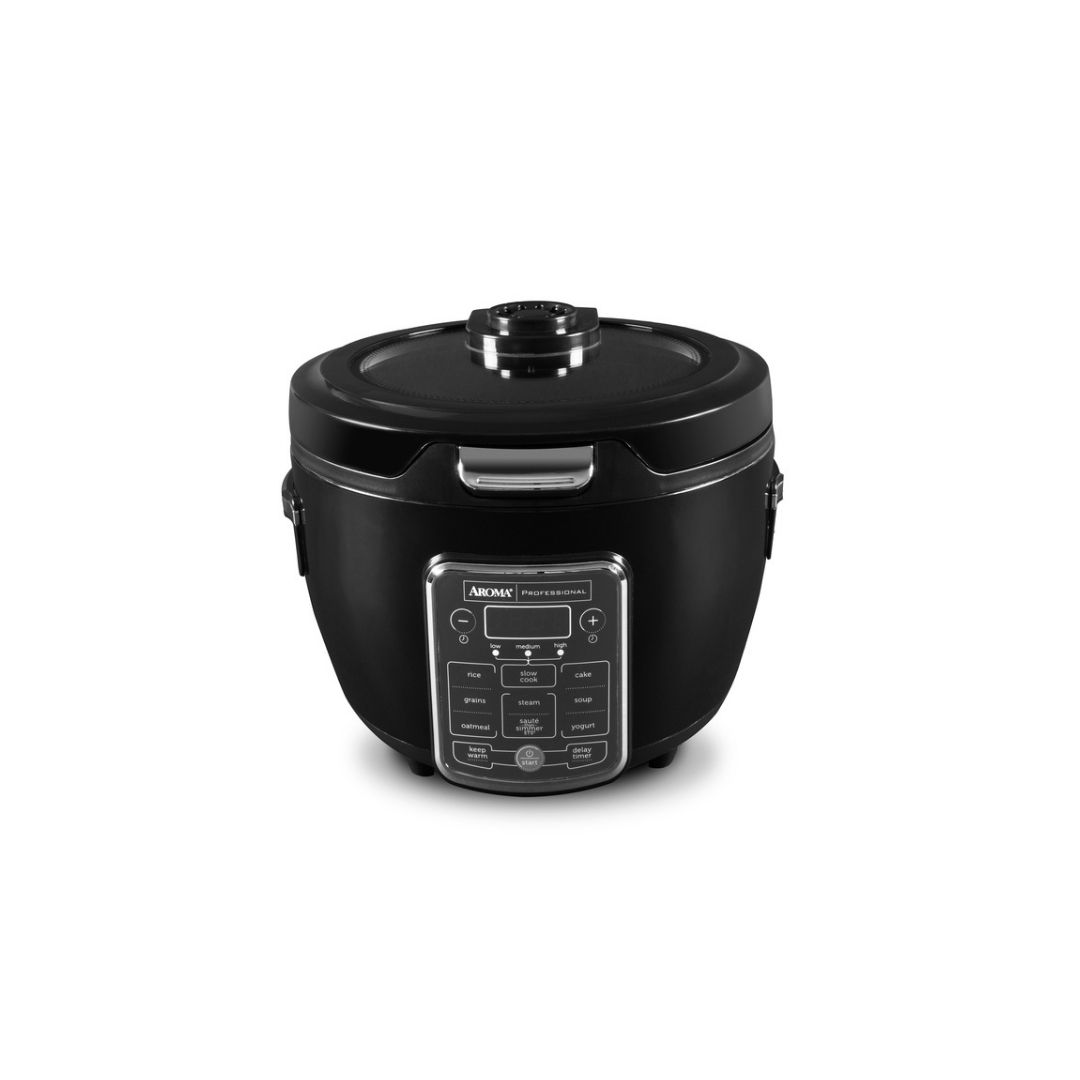 AROMA® PROFESSIONAL
− +
low medium high
rice slow cook cake
grains steam soup
oatmeal sauté simmer yogurt
keep warm start delay timer